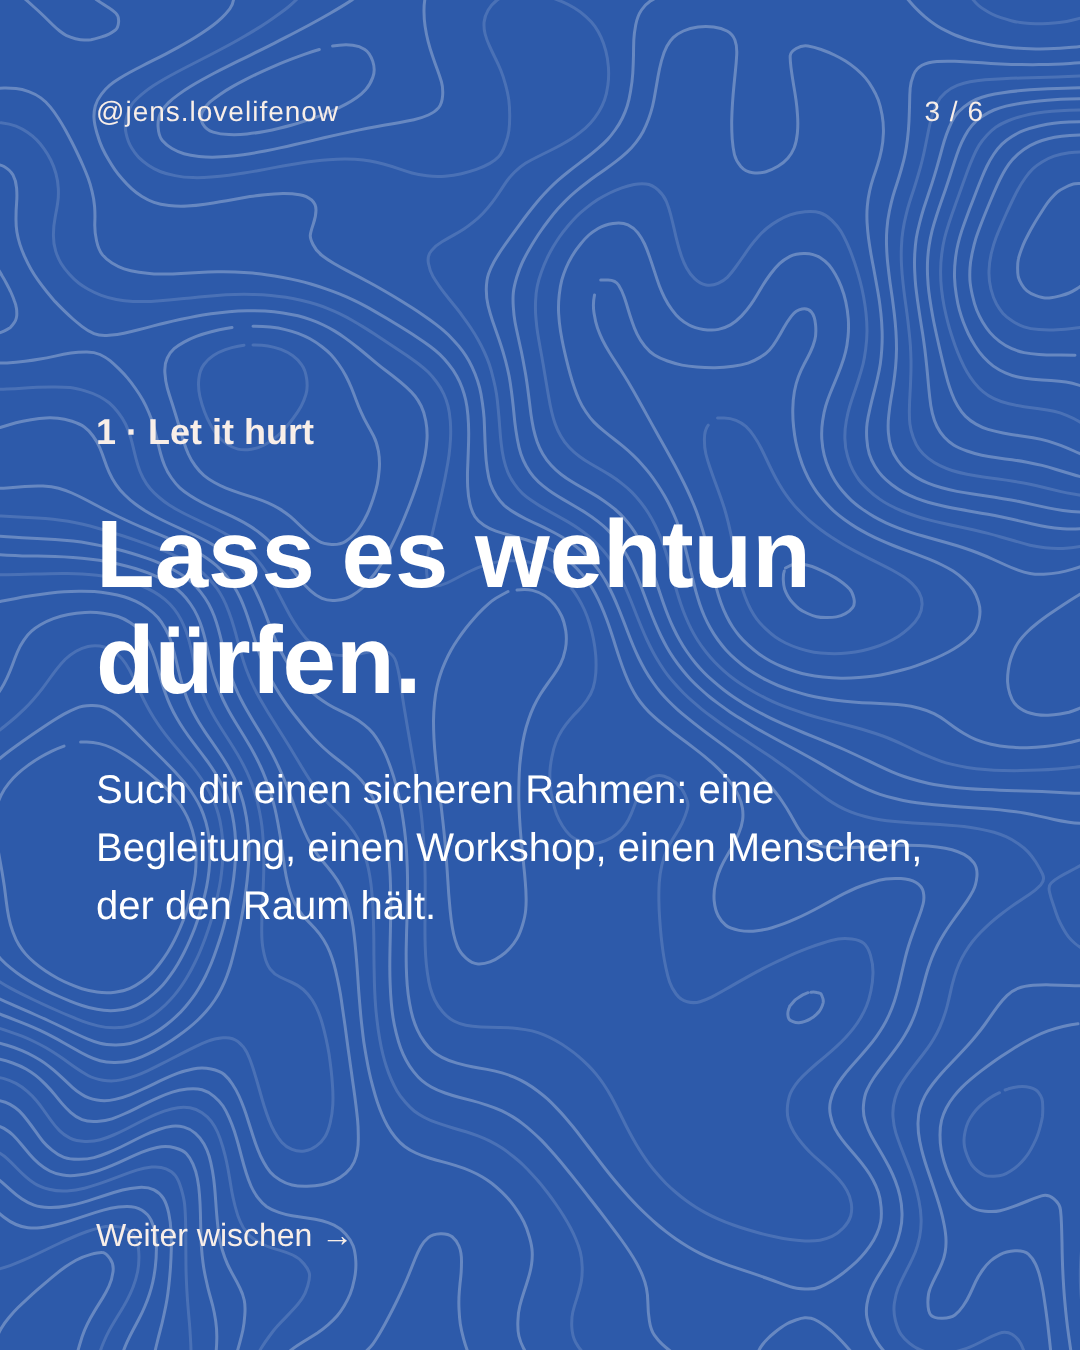 @jens.lovelifenow
3 / 6
1 · Let it hurt
Lass es wehtun
dürfen.
Such dir einen sicheren Rahmen: eine
Begleitung, einen Workshop, einen Menschen,
der den Raum hält.
Weiter wischen →